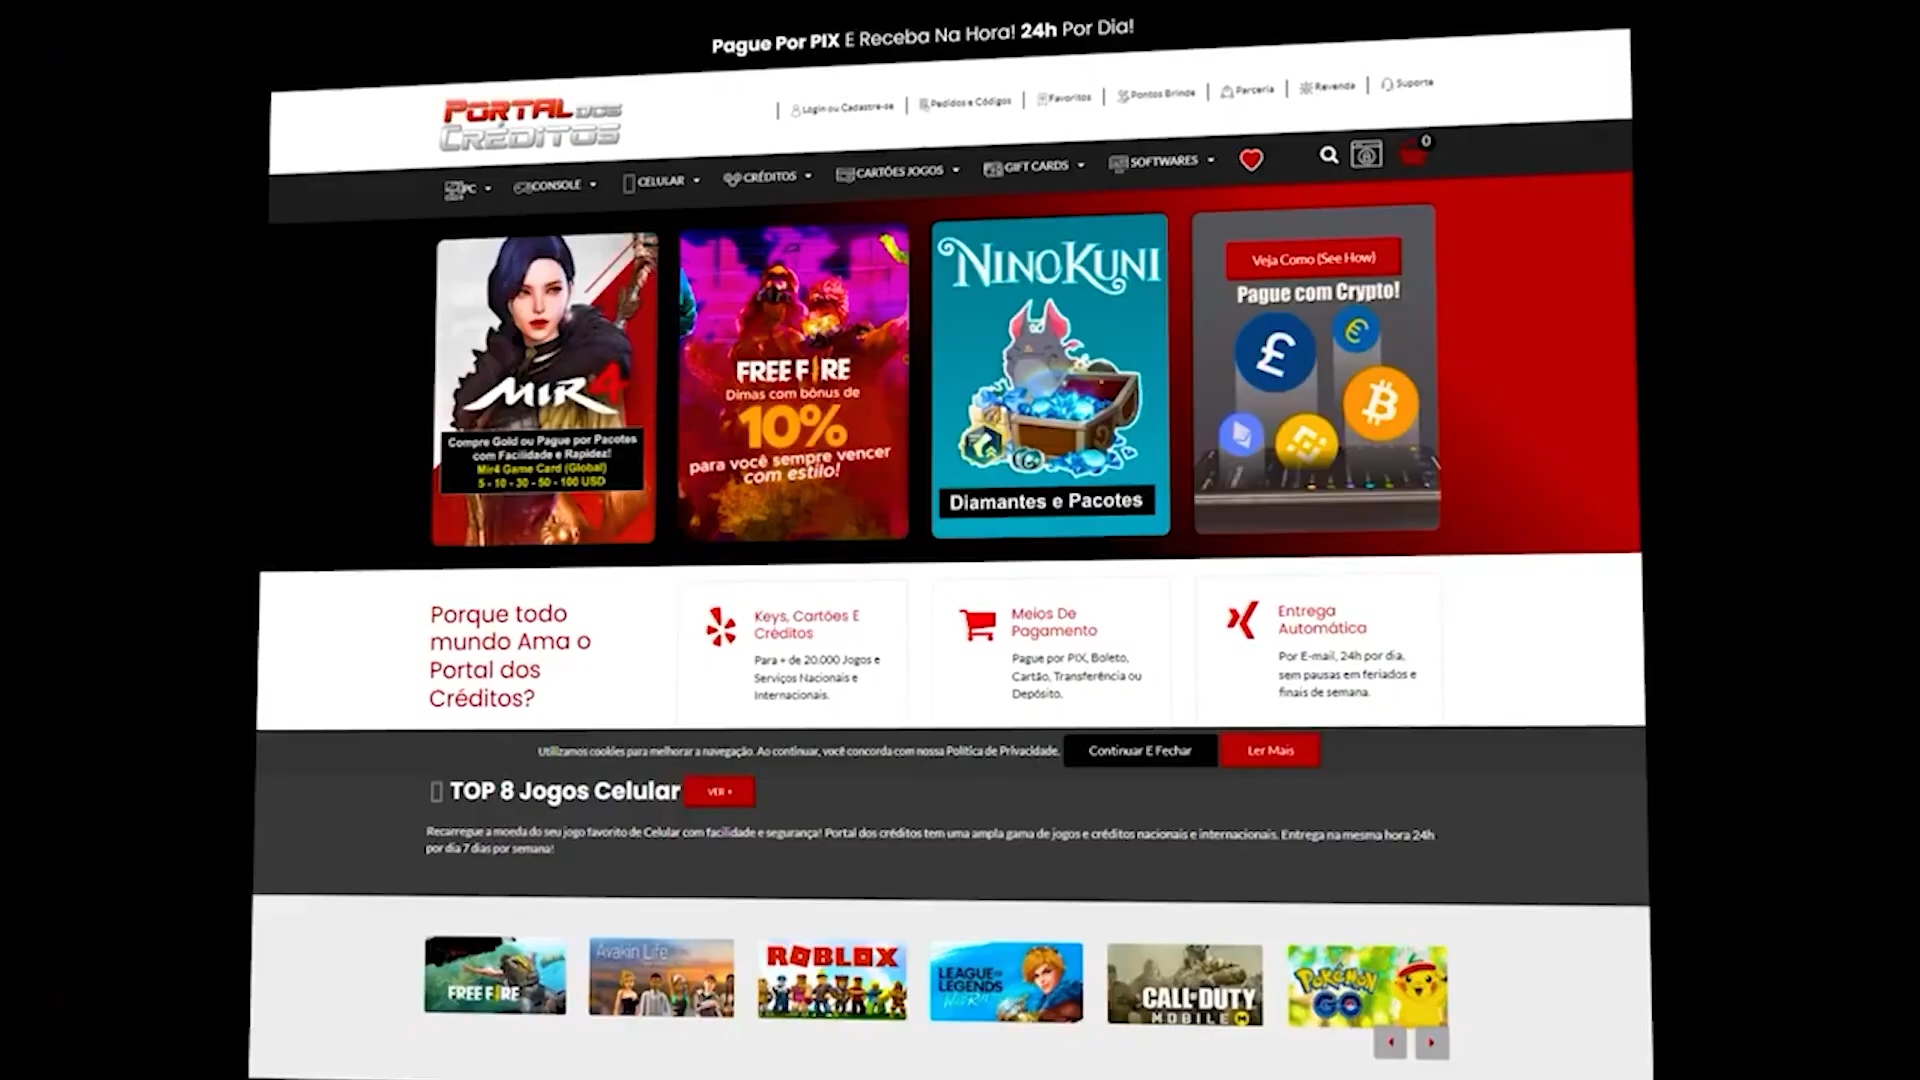 Pague Por PIX E Receba Na Hora! 24h Por Dia!
PORTAL DOS
CRÉDITOS
Login ou Cadastre-se
Pedidos e Códigos
Favoritos
Pontos Brinde
Parceria
Revenda
Suporte
PC
CONSOLE
CELULAR
CRÉDITOS
CARTÕES JOGOS
GIFT CARDS
SOFTWARES
0
MIR4
Compre Gold ou Pague por Pacotes
com Facilidade e Rapidez!
Mir4 Game Card (Global)
5 - 10 - 30 - 50 - 100 USD
FREE FIRE
Dimas com bônus de
10%
para você sempre vencer
com estilo!
NINOKUNI
Diamantes e Pacotes
Veja Como (See How)
Pague com Crypto!
Porque todo
mundo Ama o
Portal dos
Créditos?
Keys, Cartões E
Créditos
Para + de 20.000 Jogos e
Serviços Nacionais e
Internacionais.
Meios De
Pagamento
Pague por PIX, Boleto,
Cartão, Transferência ou
Depósito.
Entrega
Automática
Por E-mail, 24h por dia,
sem pausas em feriados e
finais de semana.
Utilizamos cookies para melhorar a navegação. Ao continuar, você concorda com nossa Política de Privacidade.
Continuar E Fechar
Ler Mais
TOP 8 Jogos Celular
VER +
Recarregue a moeda do seu jogo favorito de Celular com facilidade e segurança! Portal dos créditos tem uma ampla gama de jogos e créditos nacionais e internacionais. Entrega na mesma hora 24h
por dia 7 dias por semana!
FREE FIRE
Avakin Life
ROBLOX
LEAGUE OF
LEGENDS
Wild Rift
CALL OF DUTY
MOBILE
POKÉMON
GO